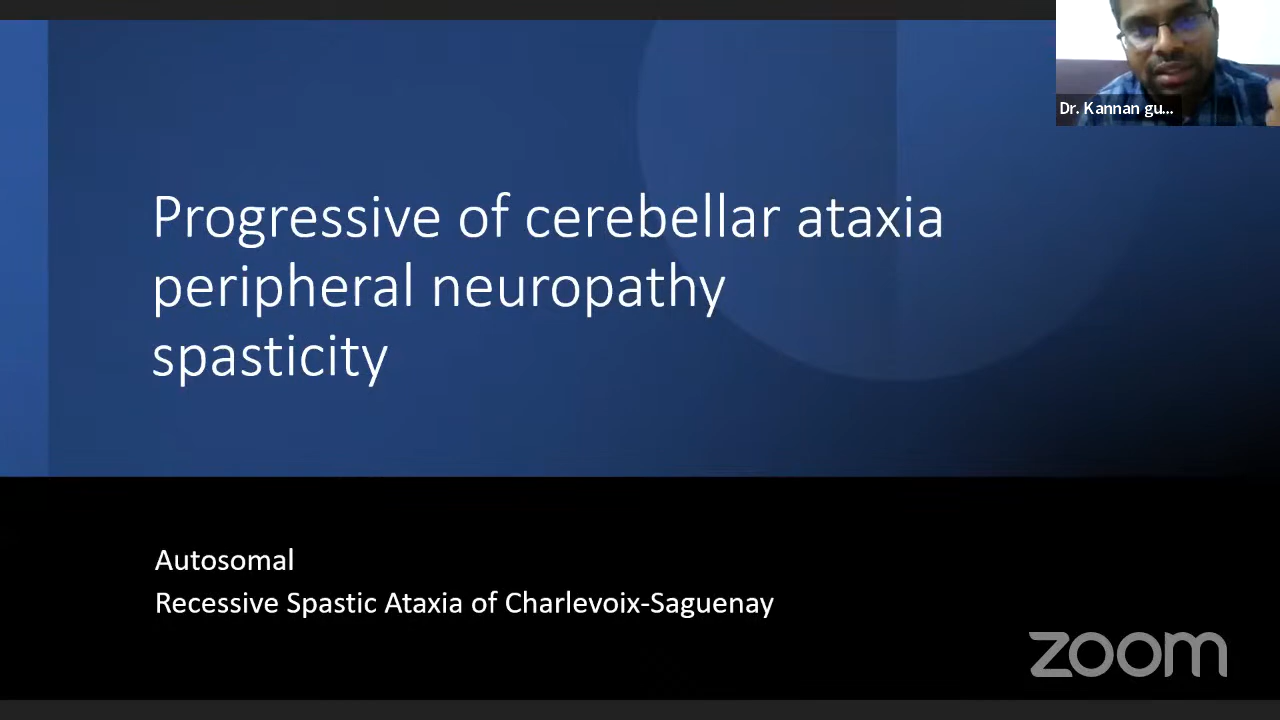 Dr. Kannan gu...
Progressive of cerebellar ataxia
peripheral neuropathy
spasticity
Autosomal
Recessive Spastic Ataxia of Charlevoix-Saguenay
zoom